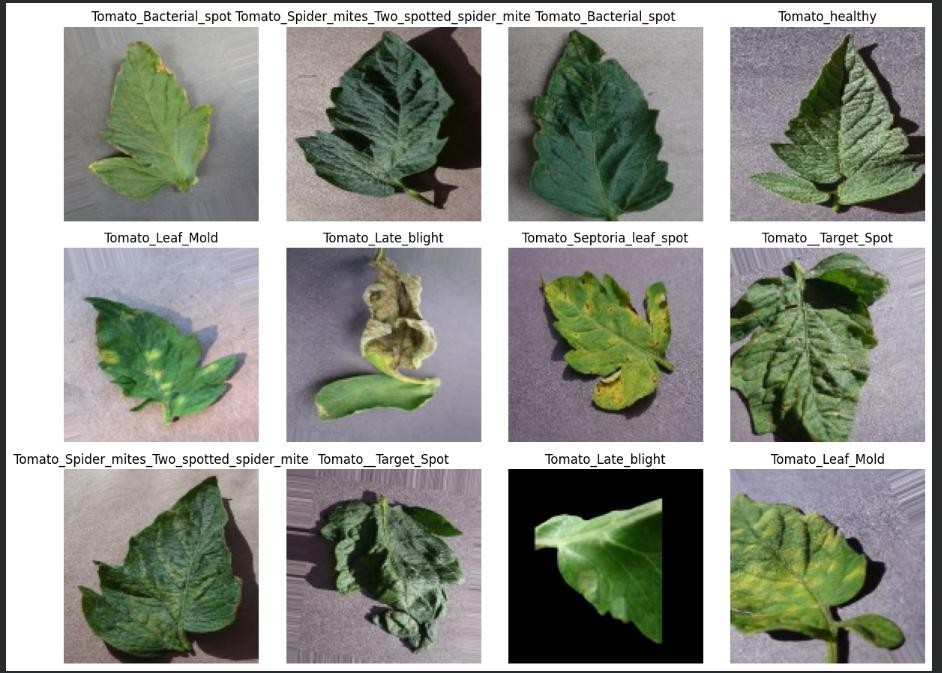 Tomato_Bacterial_spot Tomato_Spider_mites_Two_spotted_spider_mite Tomato_Bacterial_spot Tomato_healthy
Tomato_Leaf_Mold Tomato_Late_blight Tomato_Septoria_leaf_spot Tomato__Target_Spot
Tomato_Spider_mites_Two_spotted_spider_mite Tomato__Target_Spot Tomato_Late_blight Tomato_Leaf_Mold